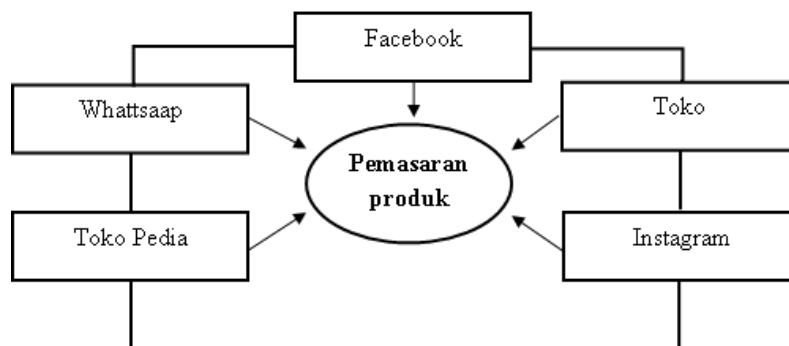 Facebook
Whattsaap
Toko
Pemasaran
produk
Toko Pedia
Instagram